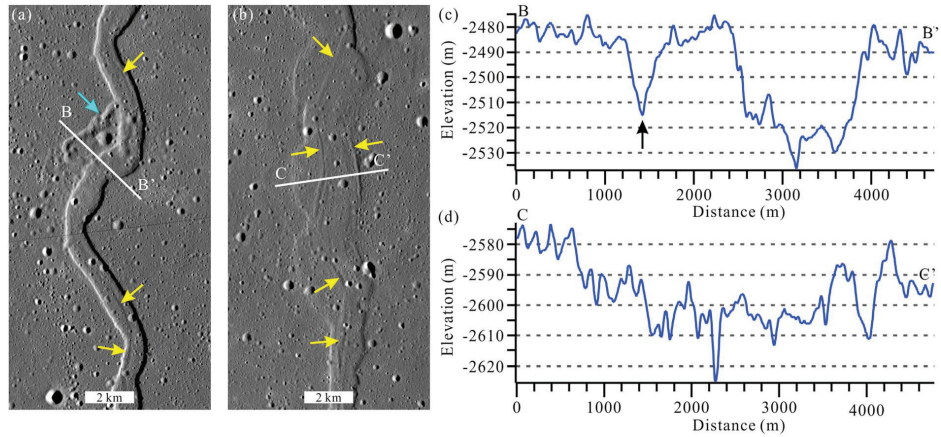 (a)
B
B'
2 km
(b)
C
C'
2 km
(c)
B
B'
Elevation (m)
-2480
-2490
-2500
-2510
-2520
-2530
0
1000
2000
3000
4000
Distance (m)
(d)
C
C'
Elevation (m)
-2580
-2590
-2600
-2610
-2620
0
1000
2000
3000
4000
Distance (m)